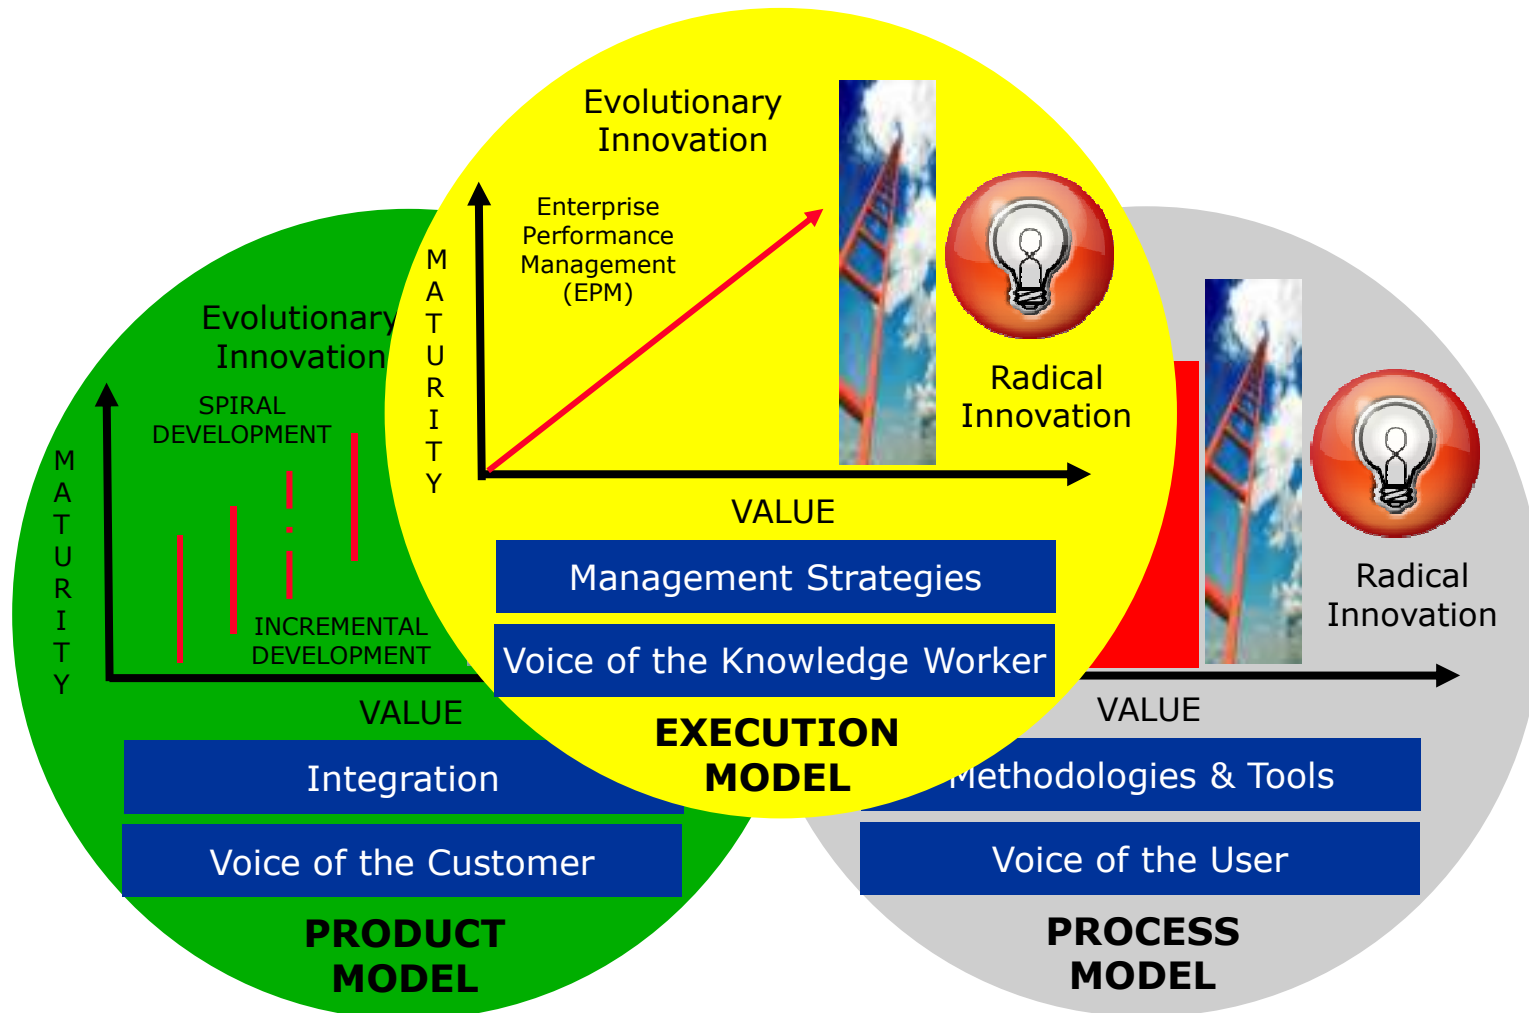 Evolutionary
Innovation
Enterprise
Performance
Management
(EPM)
MATURITY
Radical
Innovation
VALUE
Management Strategies
Voice of the Knowledge Worker
EXECUTION
MODEL
Evolutionary
Innovation
SPIRAL
DEVELOPMENT
MATURITY
INCREMENTAL
DEVELOPMENT
VALUE
Integration
Voice of the Customer
PRODUCT
MODEL
Radical
Innovation
VALUE
Methodologies & Tools
Voice of the User
PROCESS
MODEL